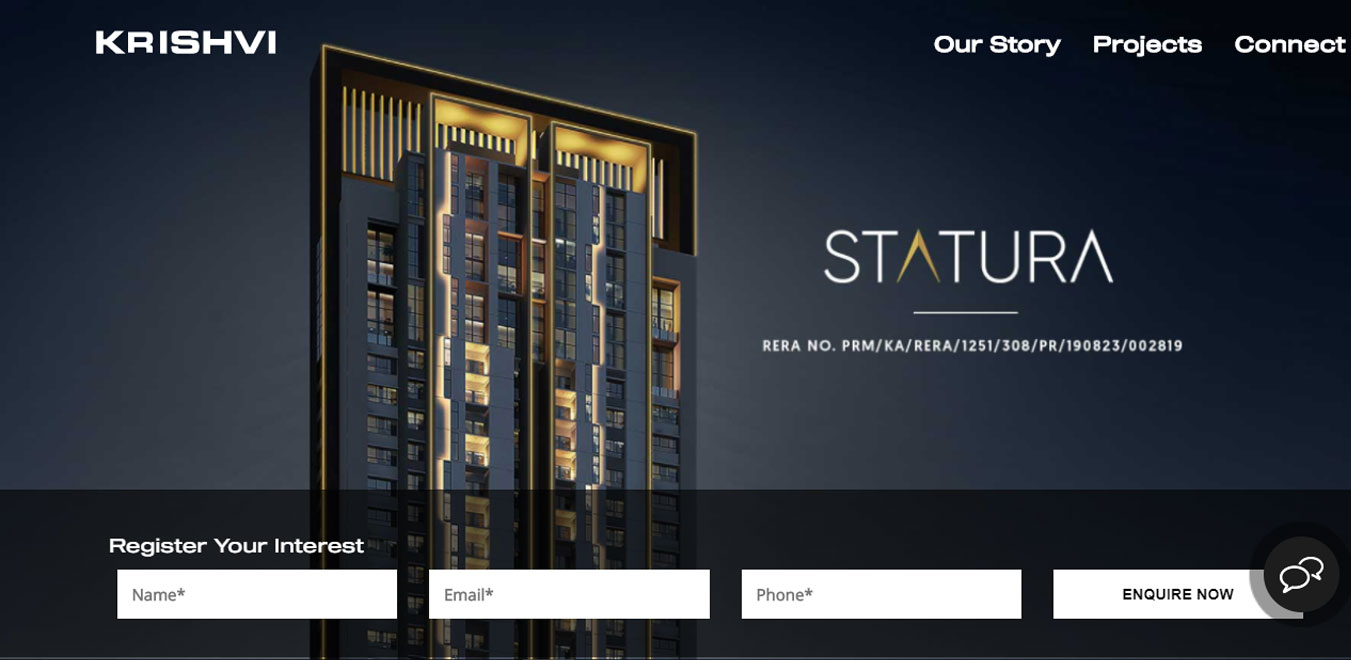 KRISHVI
Our Story Projects Connect
STATURA
RERA NO. PRM/KA/RERA/1251/308/PR/190823/002819
Register Your Interest
Name* Email* Phone* ENQUIRE NOW